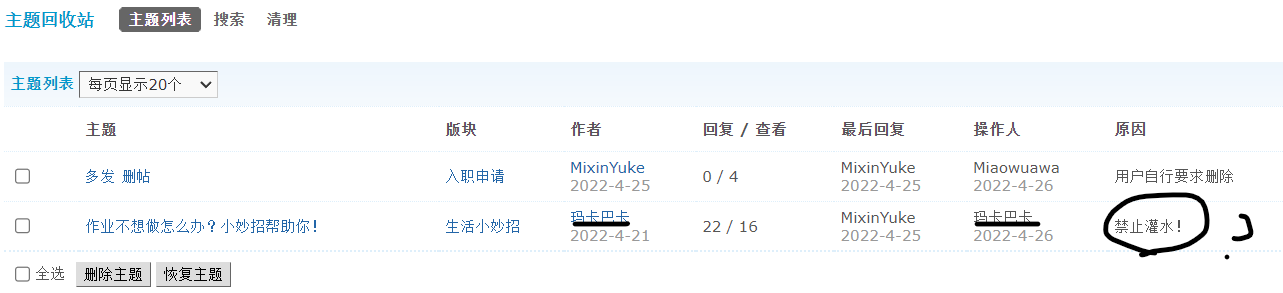 主题回收站 主题列表 搜索 清理
主题列表 每页显示20个
主题 版块 作者 回复 / 查看 最后回复 操作人 原因
多发 删帖 入职申请 MixinYuke 0 / 4 MixinYuke Miaowuawa 用户自行要求删除
2022-4-25 2022-4-25 2022-4-26
作业不想做怎么办？小妙招帮助你！ 生活小妙招 玛卡巴卡 22 / 16 MixinYuke 玛卡巴卡 禁止灌水！ ?
2022-4-21 2022-4-25 2022-4-26
全选 删除主题 恢复主题